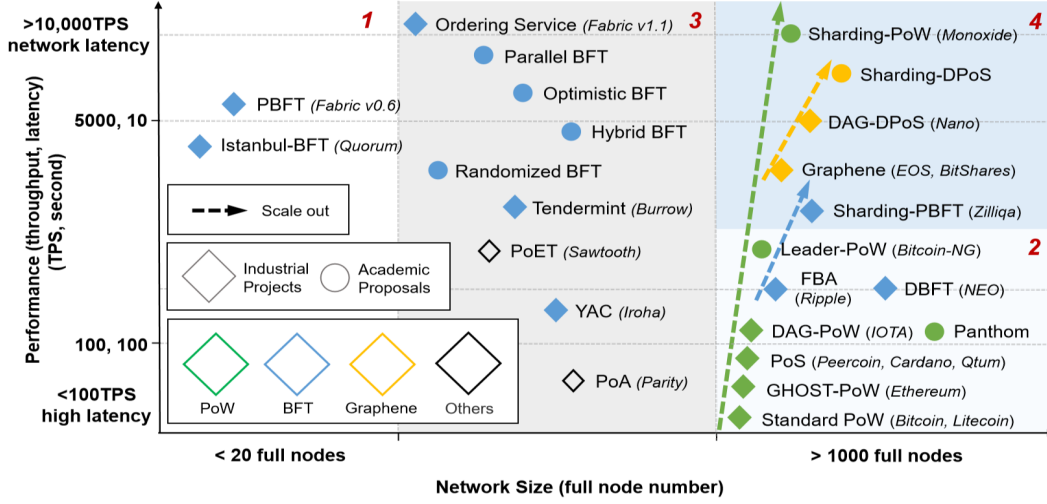 >10,000TPS
network latency
5000, 10
100, 100
<100TPS
high latency
Performance (throughput, latency)
(TPS, second)
1
3
4
2
Ordering Service (Fabric v1.1)
Parallel BFT
PBFT (Fabric v0.6)
Optimistic BFT
Istanbul-BFT (Quorum)
Hybrid BFT
Randomized BFT
Tendermint (Burrow)
PoET (Sawtooth)
YAC (Iroha)
PoA (Parity)
Sharding-PoW (Monoxide)
Sharding-DPoS
DAG-DPoS (Nano)
Graphene (EOS, BitShares)
Sharding-PBFT (Zilliqa)
Leader-PoW (Bitcoin-NG)
FBA
(Ripple)
DBFT (NEO)
DAG-PoW (IOTA)
Panthom
PoS (Peercoin, Cardano, Qtum)
GHOST-PoW (Ethereum)
Standard PoW (Bitcoin, Litecoin)
Scale out
Industrial
Projects
Academic
Proposals
PoW
BFT
Graphene
Others
< 20 full nodes
> 1000 full nodes
Network Size (full node number)